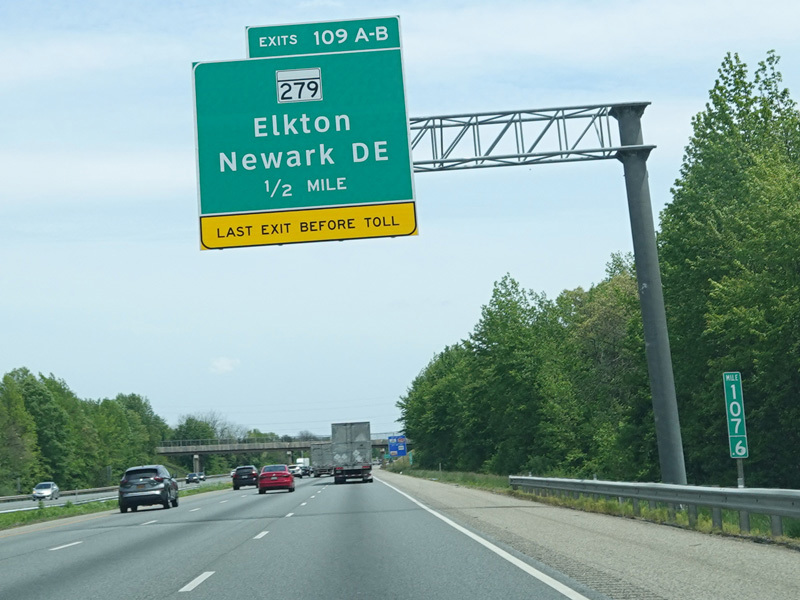 EXITS 109 A-B
279
Elkton
Newark DE
1/2 MILE
LAST EXIT BEFORE TOLL
MILE
107
6